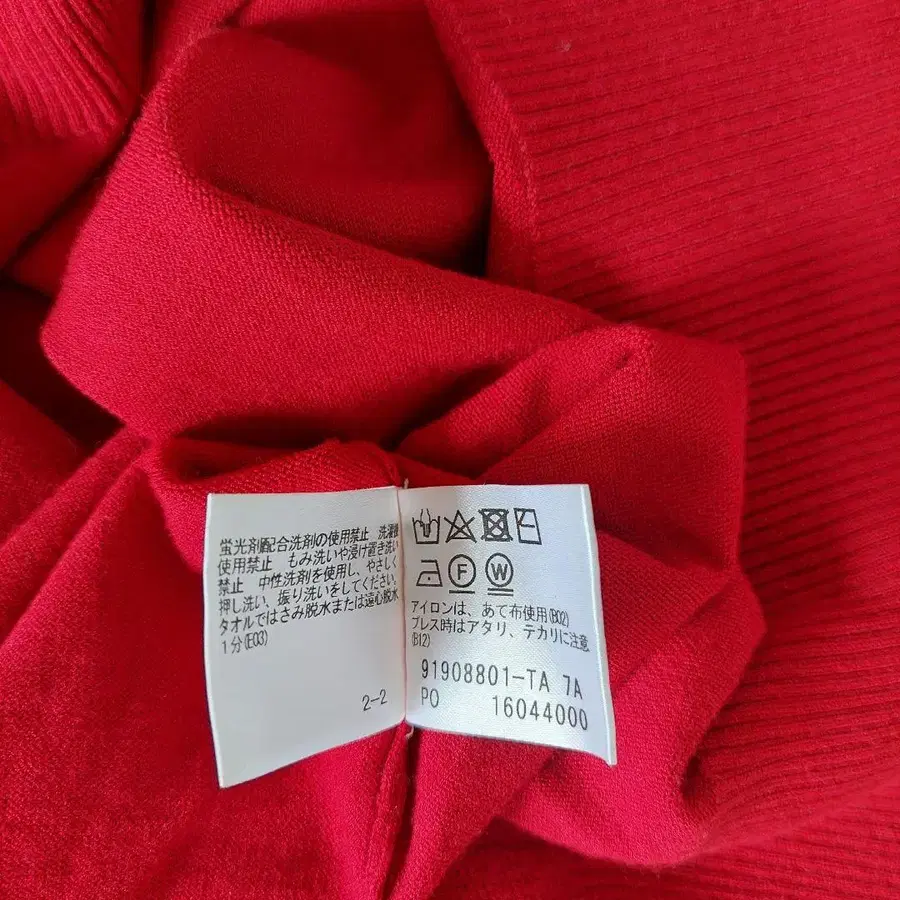 蛍光剤配合洗剤の使用禁止 洗濯機
使用禁止 もみ洗いや浸け置き洗い
禁止 中性洗剤を使用し、やさしく
押し洗い、振り洗いをしてください。
タオルではさみ脱水または遠心脱水
1分(E03)
2-2
F W
アイロンは、あて布使用(B02)
プレス時はアタリ、テカリに注意
(B12)
91908801-TA 7A
PO 16044000